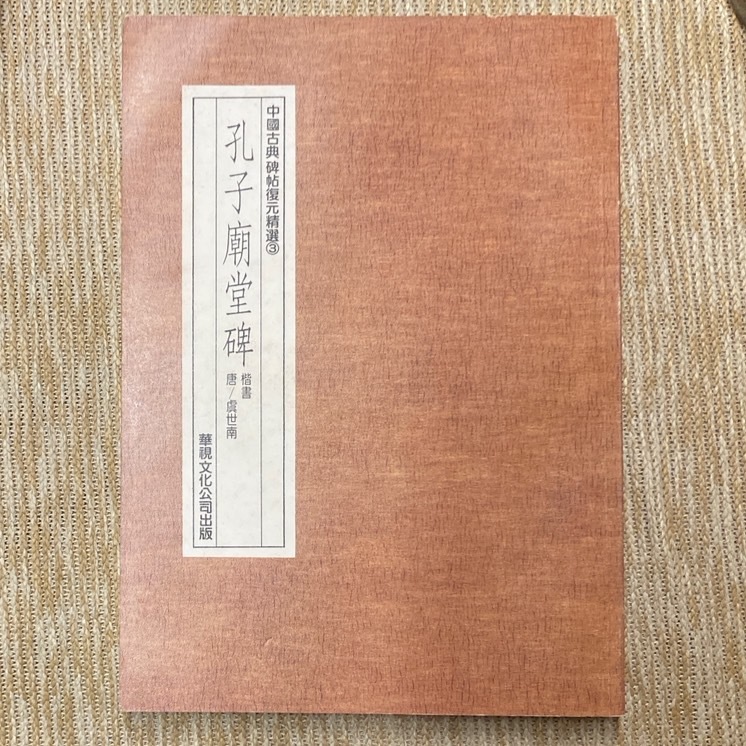 中國古典碑帖復元精選③
孔子廟堂碑
楷書
唐/虞世南
華視文化公司出版